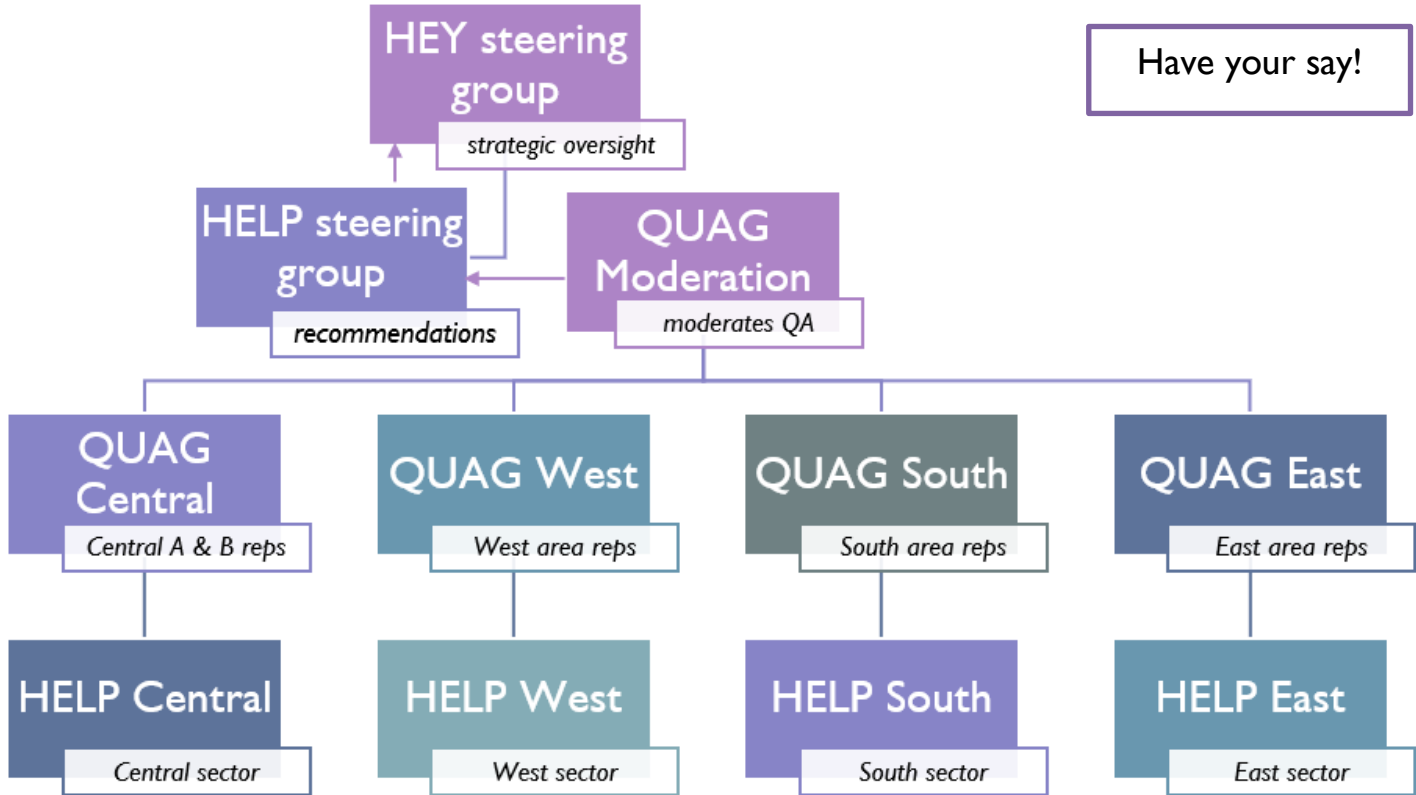 HEY steering
group
strategic oversight
Have your say!
HELP steering
group
recommendations
QUAG
Moderation
moderates QA
QUAG
Central
Central A & B reps
QUAG West
West area reps
QUAG South
South area reps
QUAG East
East area reps
HELP Central
Central sector
HELP West
West sector
HELP South
South sector
HELP East
East sector